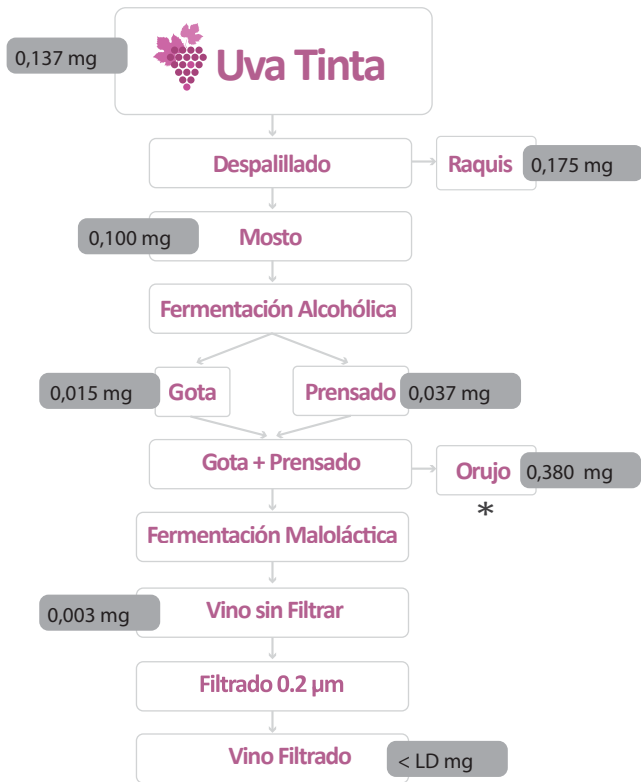 0,137 mg
Uva Tinta
Despalillado
Raquis
0,175 mg
0,100 mg
Mosto
Fermentación Alcohólica
0,015 mg
Gota
Prensado
0,037 mg
Gota + Prensado
Orujo
0,380 mg
*
Fermentación Maloláctica
0,003 mg
Vino sin Filtrar
Filtrado 0.2 µm
Vino Filtrado
< LD mg